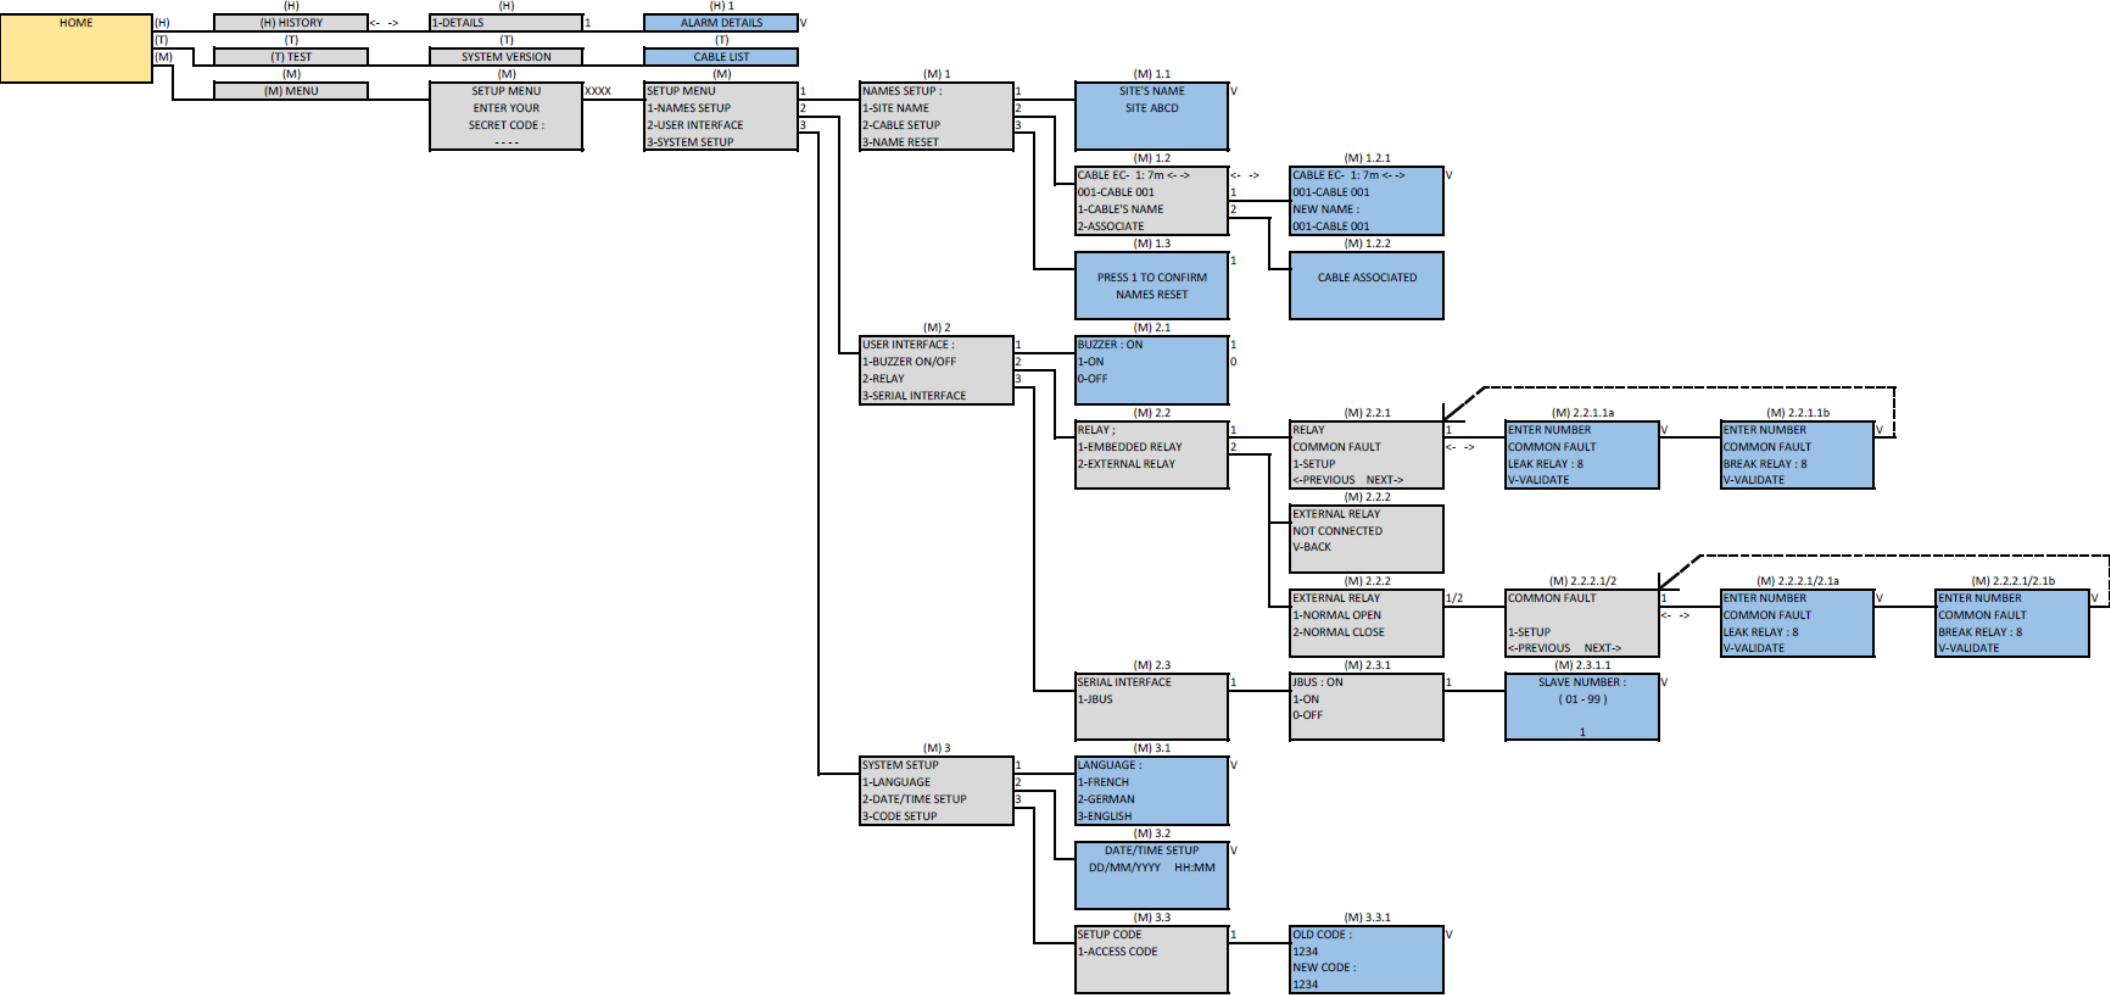 (H)
(H)
(H) 1
HOME
(H)
(H) HISTORY
<- ->
1-DETAILS
1
ALARM DETAILS
V
(T)
(T)
(T)
(T)
(T) TEST
SYSTEM VERSION
CABLE LIST
(M)
(M)
(M)
(M)
(M) MENU
SETUP MENU
ENTER YOUR
SECRET CODE :
- - - -
XXXX
SETUP MENU
1-NAMES SETUP
2-USER INTERFACE
3-SYSTEM SETUP
1
2
3
(M) 1
NAMES SETUP :
1-SITE NAME
2-CABLE SETUP
3-NAME RESET
1
2
3
(M) 1.1
SITE'S NAME
SITE ABCD
V
(M) 1.2
CABLE EC- 1: 7m <- ->
001-CABLE 001
1-CABLE'S NAME
2-ASSOCIATE
<- ->
1
2
(M) 1.2.1
CABLE EC- 1: 7m <- ->
001-CABLE 001
NEW NAME :
001-CABLE 001
V
(M) 1.3
PRESS 1 TO CONFIRM
NAMES RESET
1
(M) 1.2.2
CABLE ASSOCIATED
(M) 2
USER INTERFACE :
1-BUZZER ON/OFF
2-RELAY
3-SERIAL INTERFACE
1
2
3
(M) 2.1
BUZZER : ON
1-ON
0-OFF
1
0
(M) 2.2
RELAY ;
1-EMBEDDED RELAY
2-EXTERNAL RELAY
1
2
(M) 2.2.1
RELAY
COMMON FAULT
1-SETUP
<-PREVIOUS NEXT->
1
<- ->
(M) 2.2.1.1a
ENTER NUMBER
COMMON FAULT
LEAK RELAY : 8
V-VALIDATE
V
(M) 2.2.1.1b
ENTER NUMBER
COMMON FAULT
BREAK RELAY : 8
V-VALIDATE
V
(M) 2.2.2
EXTERNAL RELAY
NOT CONNECTED
V-BACK
(M) 2.2.2
EXTERNAL RELAY
1-NORMAL OPEN
2-NORMAL CLOSE
1/2
(M) 2.2.2.1/2
COMMON FAULT
1-SETUP
<-PREVIOUS NEXT->
1
<- ->
(M) 2.2.2.1/2.1a
ENTER NUMBER
COMMON FAULT
LEAK RELAY : 8
V-VALIDATE
V
(M) 2.2.2.1/2.1b
ENTER NUMBER
COMMON FAULT
BREAK RELAY : 8
V-VALIDATE
V
(M) 2.3
SERIAL INTERFACE
1-JBUS
1
(M) 2.3.1
JBUS : ON
1-ON
0-OFF
1
(M) 2.3.1.1
SLAVE NUMBER :
( 01 - 99 )
1
V
(M) 3
SYSTEM SETUP
1-LANGUAGE
2-DATE/TIME SETUP
3-CODE SETUP
1
2
3
(M) 3.1
LANGUAGE :
1-FRENCH
2-GERMAN
3-ENGLISH
V
(M) 3.2
DATE/TIME SETUP
DD/MM/YYYY HH:MM
V
(M) 3.3
SETUP CODE
1-ACCESS CODE
1
(M) 3.3.1
OLD CODE :
1234
NEW CODE :
1234
V